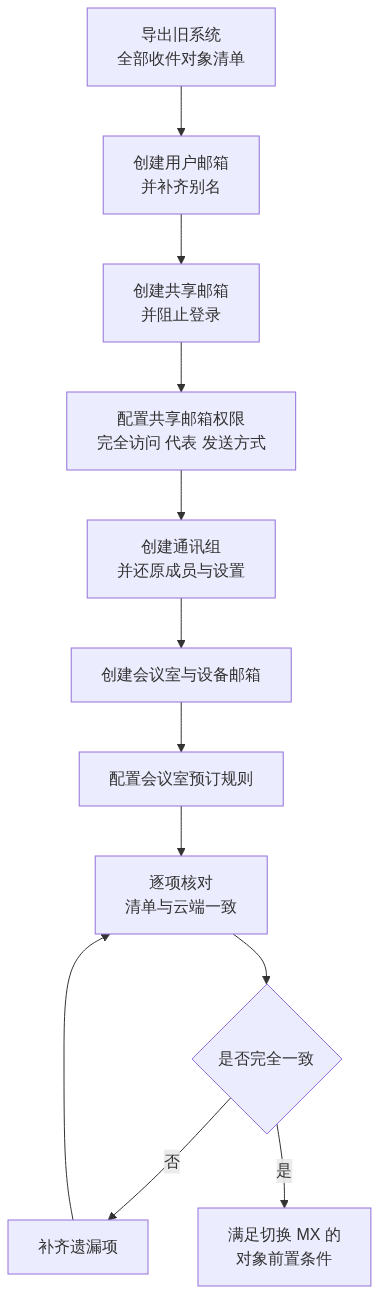 导出旧系统
全部收件对象清单
创建用户邮箱
并补齐别名
创建共享邮箱
并阻止登录
配置共享邮箱权限
完全访问 代表 发送方式
创建通讯组
并还原成员与设置
创建会议室与设备邮箱
配置会议室预订规则
逐项核对
清单与云端一致
是否完全一致
否
是
补齐遗漏项
满足切换 MX 的
对象前置条件